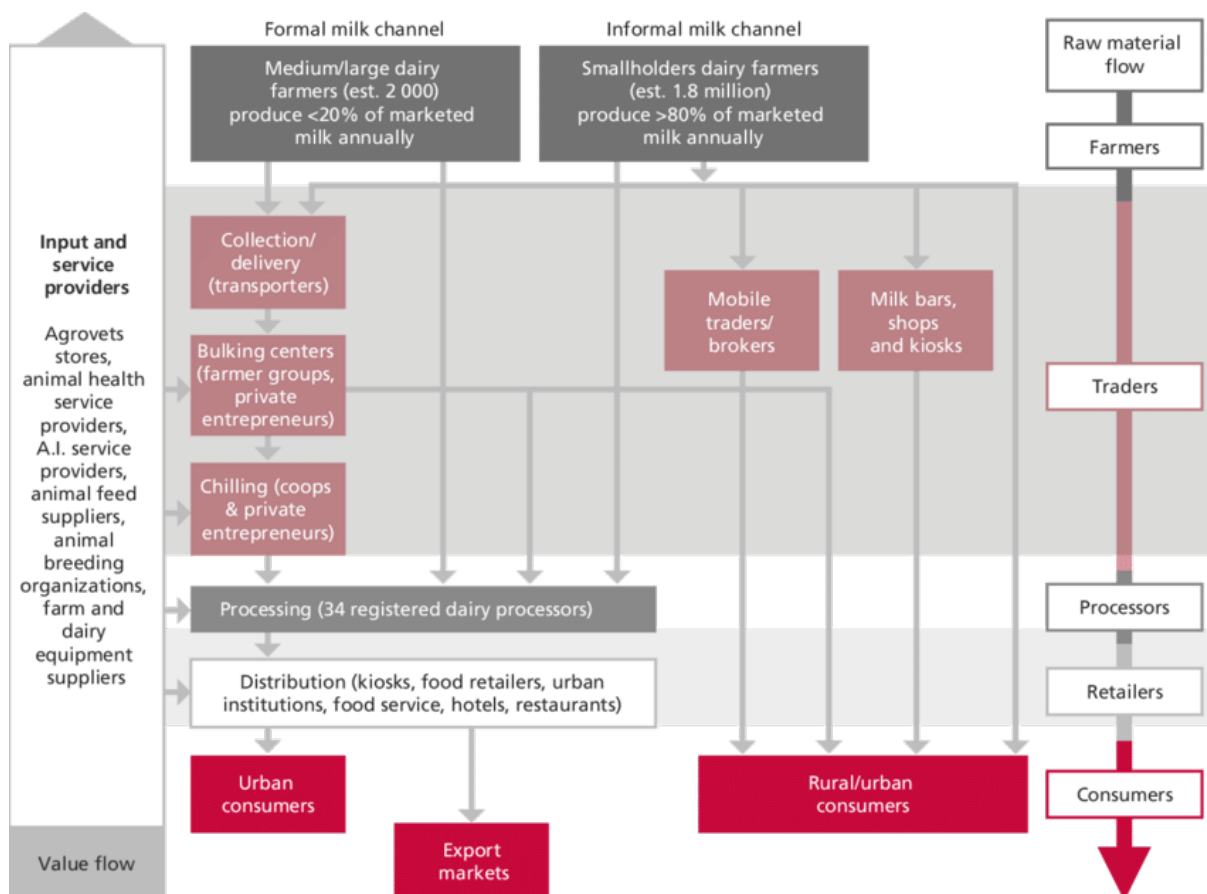 Formal milk channel
Informal milk channel
Medium/large dairy
farmers (est. 2 000)
produce <20% of marketed
milk annually
Smallholders dairy farmers
(est. 1.8 million)
produce >80% of marketed
milk annually
Raw material
flow
Farmers
Input and
service
providers
Agrovets
stores,
animal health
service
providers,
A.I. service
providers,
animal feed
suppliers,
animal
breeding
organizations,
farm and
dairy
equipment
suppliers
Collection/
delivery
(transporters)
Bulking centers
(farmer groups,
private
entrepreneurs)
Chilling (coops
& private
entrepreneurs)
Mobile
traders/
brokers
Milk bars,
shops
and kiosks
Traders
Processing (34 registered dairy processors)
Processors
Distribution (kiosks, food retailers, urban
institutions, food service, hotels, restaurants)
Retailers
Urban
consumers
Export
markets
Rural/urban
consumers
Consumers
Value flow